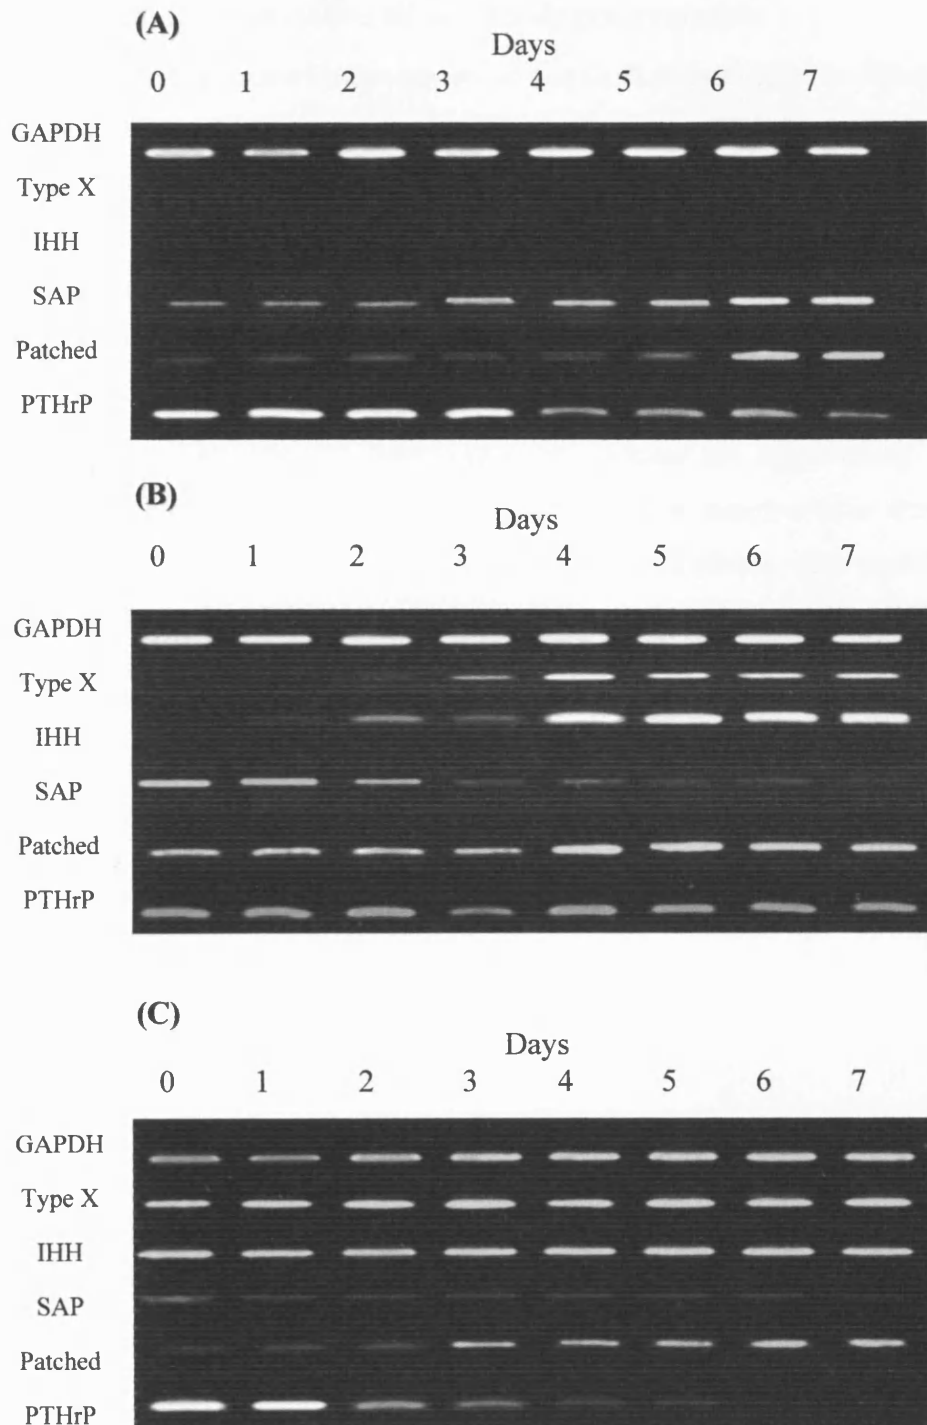 (A)
Days
0 1 2 3 4 5 6 7
GAPDH
Type X
IHH
SAP
Patched
PTHrP
(B)
Days
0 1 2 3 4 5 6 7
GAPDH
Type X
IHH
SAP
Patched
PTHrP
(C)
Days
0 1 2 3 4 5 6 7
GAPDH
Type X
IHH
SAP
Patched
PTHrP